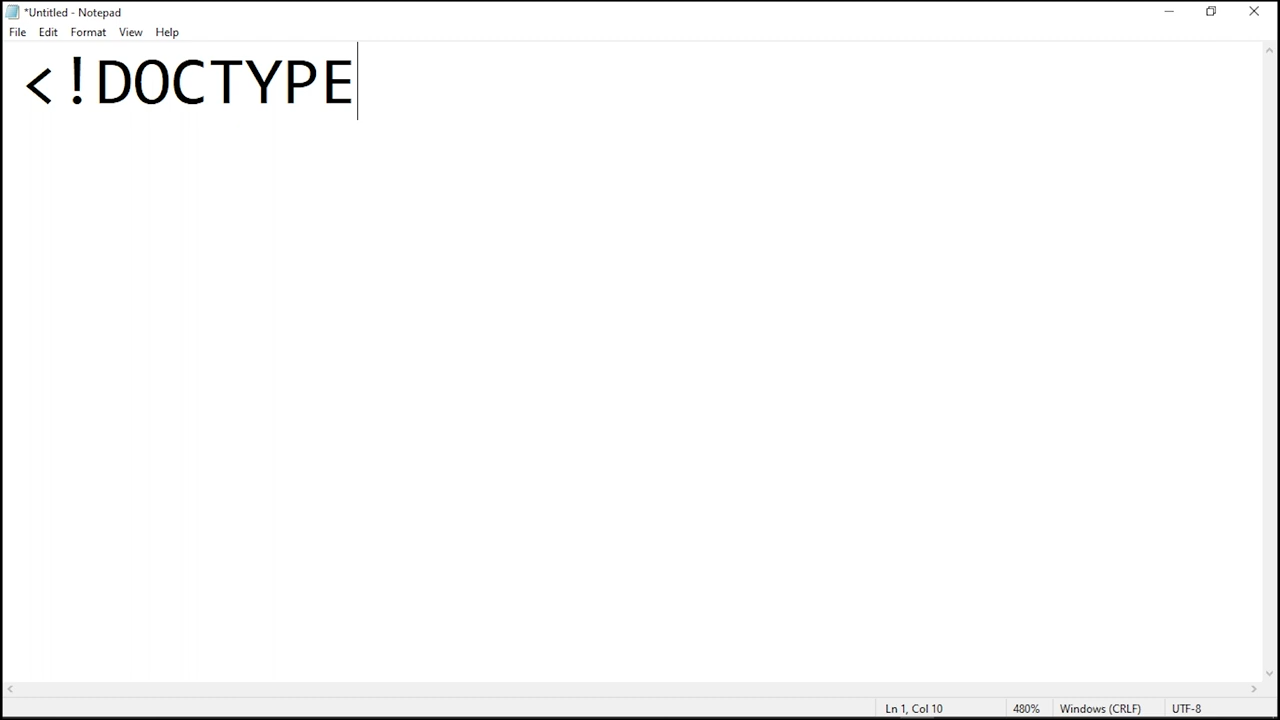 *Untitled - Notepad
File Edit Format View Help
<!DOCTYPE
Ln 1, Col 10 480% Windows (CRLF) UTF-8